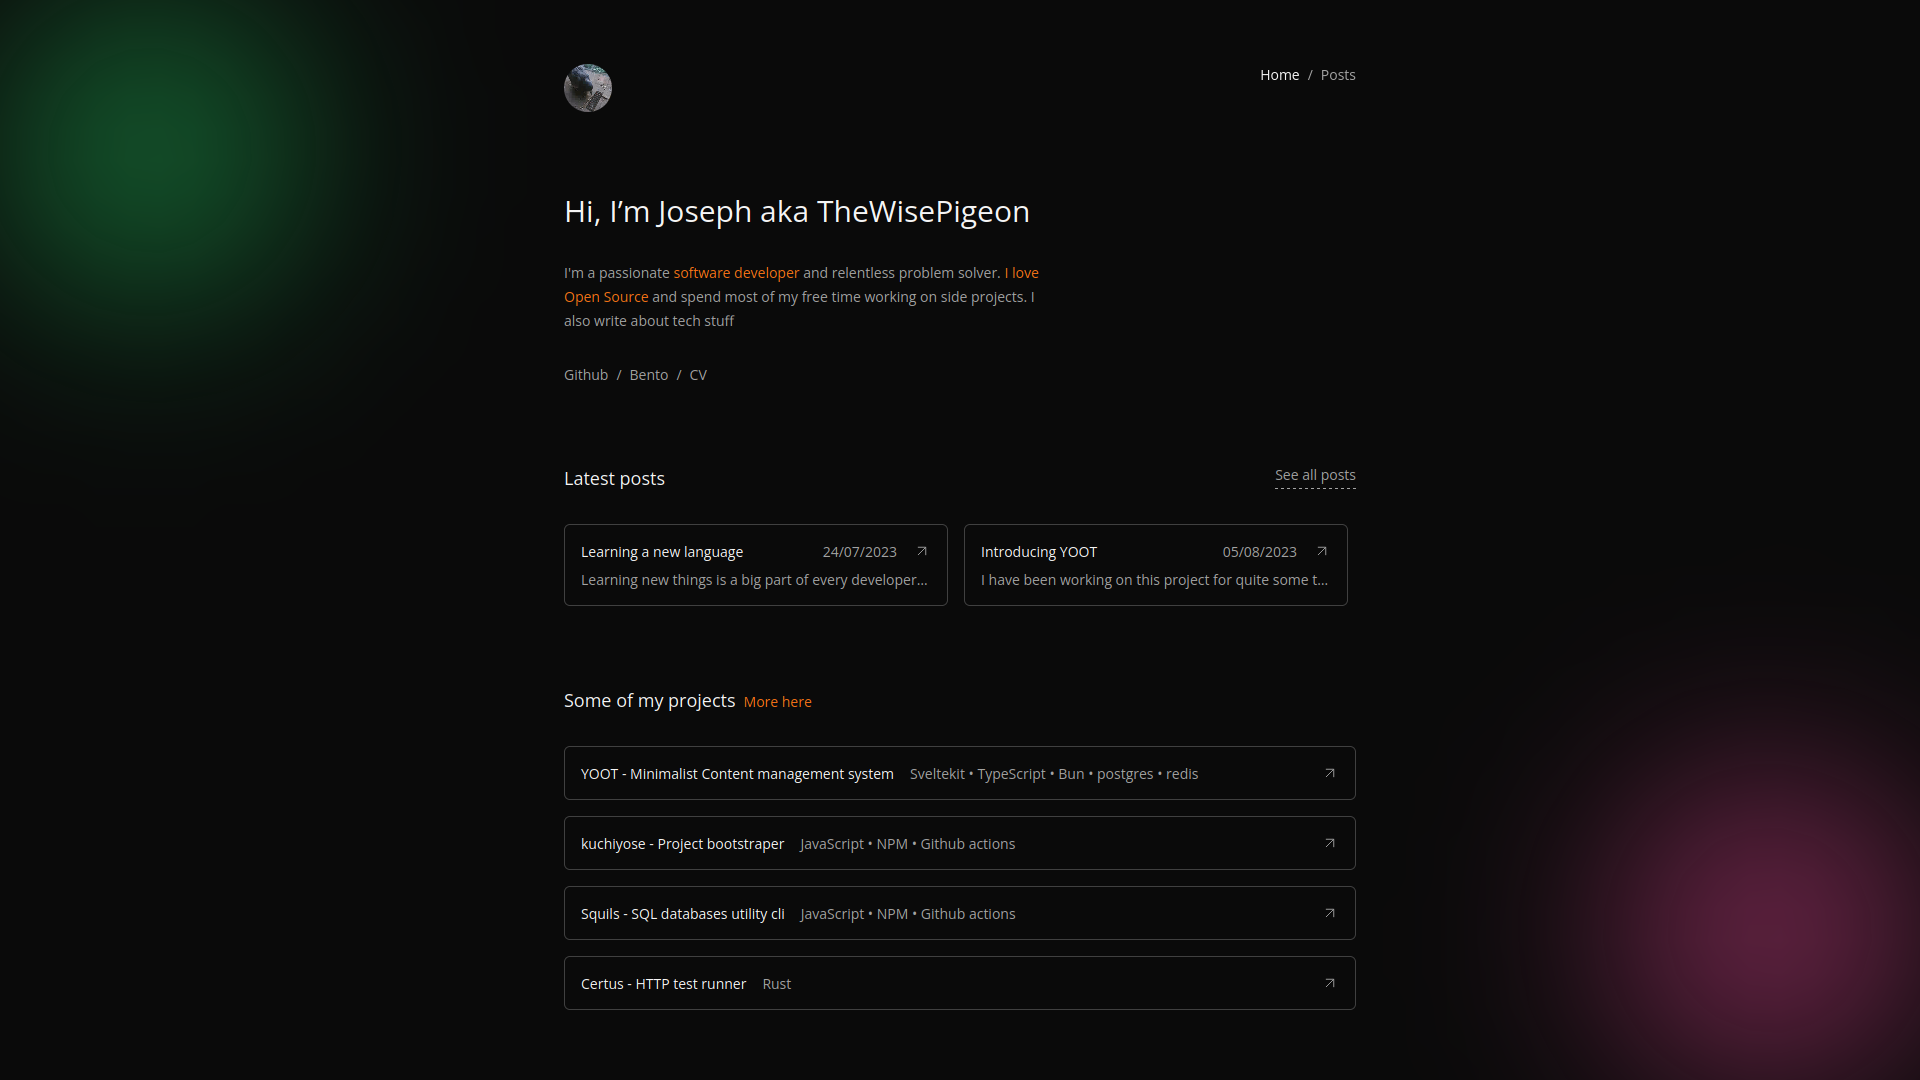 Home / Posts
Hi, I’m Joseph aka TheWisePigeon
I'm a passionate software developer and relentless problem solver. I love
Open Source and spend most of my free time working on side projects. I
also write about tech stuff
Github / Bento / CV
Latest posts
See all posts
Learning a new language 24/07/2023
Learning new things is a big part of every developer...
Introducing YOOT 05/08/2023
I have been working on this project for quite some t...
Some of my projects More here
YOOT - Minimalist Content management system Sveltekit • TypeScript • Bun • postgres • redis
kuchiyose - Project bootstraper JavaScript • NPM • Github actions
Squils - SQL databases utility cli JavaScript • NPM • Github actions
Certus - HTTP test runner Rust